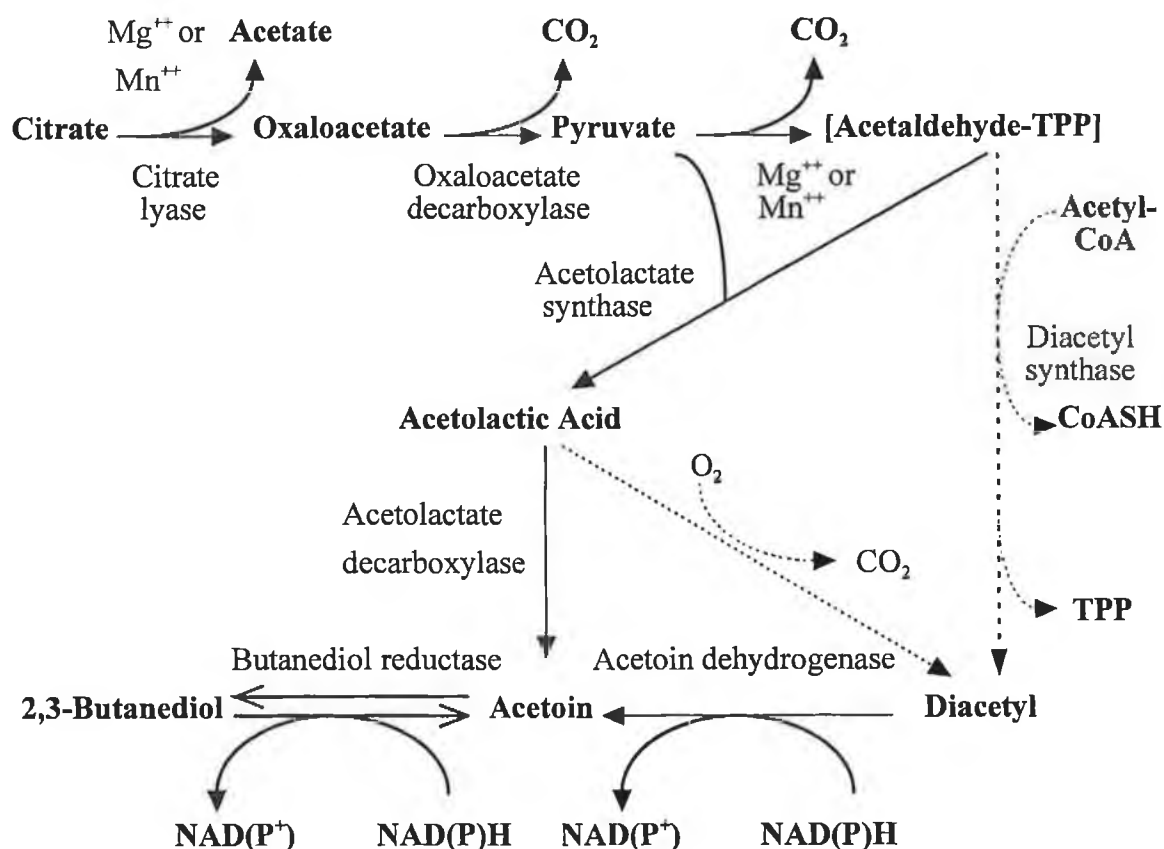 Mg⁺⁺ or Acetate
CO₂
CO₂
Mn⁺⁺
Citrate
Oxaloacetate
Pyruvate
[Acetaldehyde-TPP]
Citrate
lyase
Oxaloacetate
decarboxylase
Mg⁺⁺ or
Mn⁺⁺
Acetyl-
CoA
Acetolactate
synthase
Diacetyl
synthase
CoASH
Acetolactic Acid
O₂
Acetolactate
decarboxylase
CO₂
TPP
Butanediol reductase
Acetoin dehydrogenase
2,3-Butanediol
Acetoin
Diacetyl
NAD(P⁺)
NAD(P)H
NAD(P⁺)
NAD(P)H